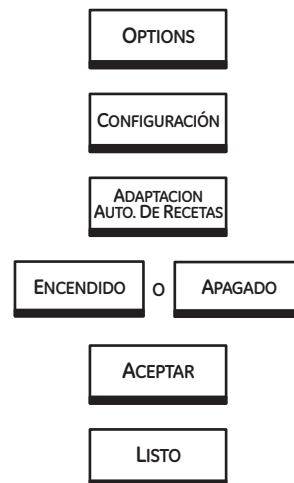 OPTIONS
CONFIGURACIÓN
ADAPTACION
AUTO. DE RECETAS
ENCENDIDO O APAGADO
ACEPTAR
LISTO